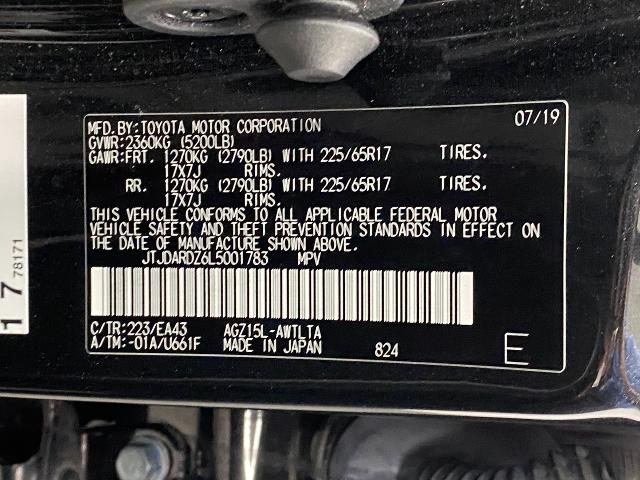 MFD.BY:TOYOTA MOTOR CORPORATION 07/19
GVWR:2360KG (5200LB)
GAWR:FRT. 1270KG (2790LB) WITH 225/65R17 TIRES.
17X7J RIMS.
RR. 1270KG (2790LB) WITH 225/65R17 TIRES.
17X7J RIMS.
THIS VEHICLE CONFORMS TO ALL APPLICABLE FEDERAL MOTOR
VEHICLE SAFETY AND THEFT PREVENTION STANDARDS IN EFFECT ON
THE DATE OF MANUFACTURE SHOWN ABOVE.
JTJDARDZ6L5001783 MPV
C/TR:223/EA43 AGZ15L-AWTLTA
A/TM:-01A/U661F MADE IN JAPAN 824
E
1 7
78171